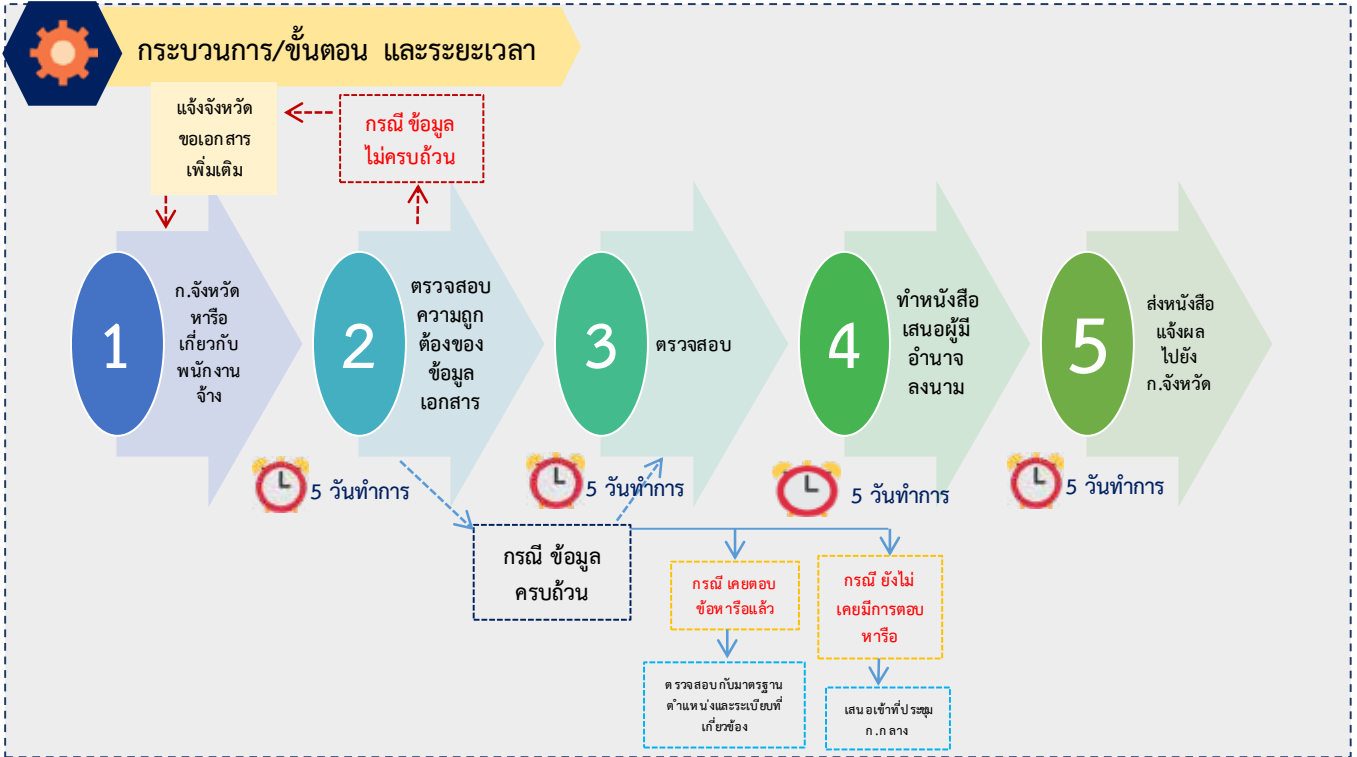 กระบวนการ/ขั้นตอน และระยะเวลา
แจ้งจังหวัด
ขอเอกสาร
เพิ่มเติม
กรณี ข้อมูล
ไม่ครบถ้วน
1
ก.จังหวัด
หารือ
เกี่ยวกับ
พนักงาน
จ้าง
2
ตรวจสอบ
ความถูก
ต้องของ
ข้อมูล
เอกสาร
3
ตรวจสอบ
4
ทำหนังสือ
เสนอผู้มี
อำนาจ
ลงนาม
5
ส่งหนังสือ
แจ้งผล
ไปยัง
ก.จังหวัด
5 วันทำการ
5 วันทำการ
5 วันทำการ
5 วันทำการ
กรณี ข้อมูล
ครบถ้วน
กรณี เคยตอบ
ข้อหารือแล้ว
กรณี ยังไม่
เคยมีการตอบ
หารือ
ตรวจสอบกับมาตรฐาน
ตำแหน่งและระเบียบที่
เกี่ยวข้อง
เสนอเข้าที่ประชุม
ก.กลาง